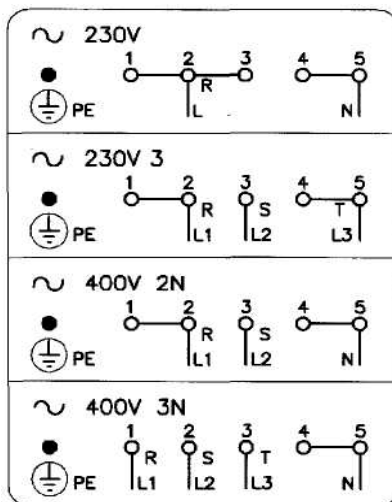 ~ 230V
1 2 3 4 5
R
PE L N
~ 230V 3
1 2 3 4 5
R S T
PE L1 L2 L3
~ 400V 2N
1 2 3 4 5
R S
PE L1 L2 N
~ 400V 3N
1 2 3 4 5
R S T
PE L1 L2 L3 N